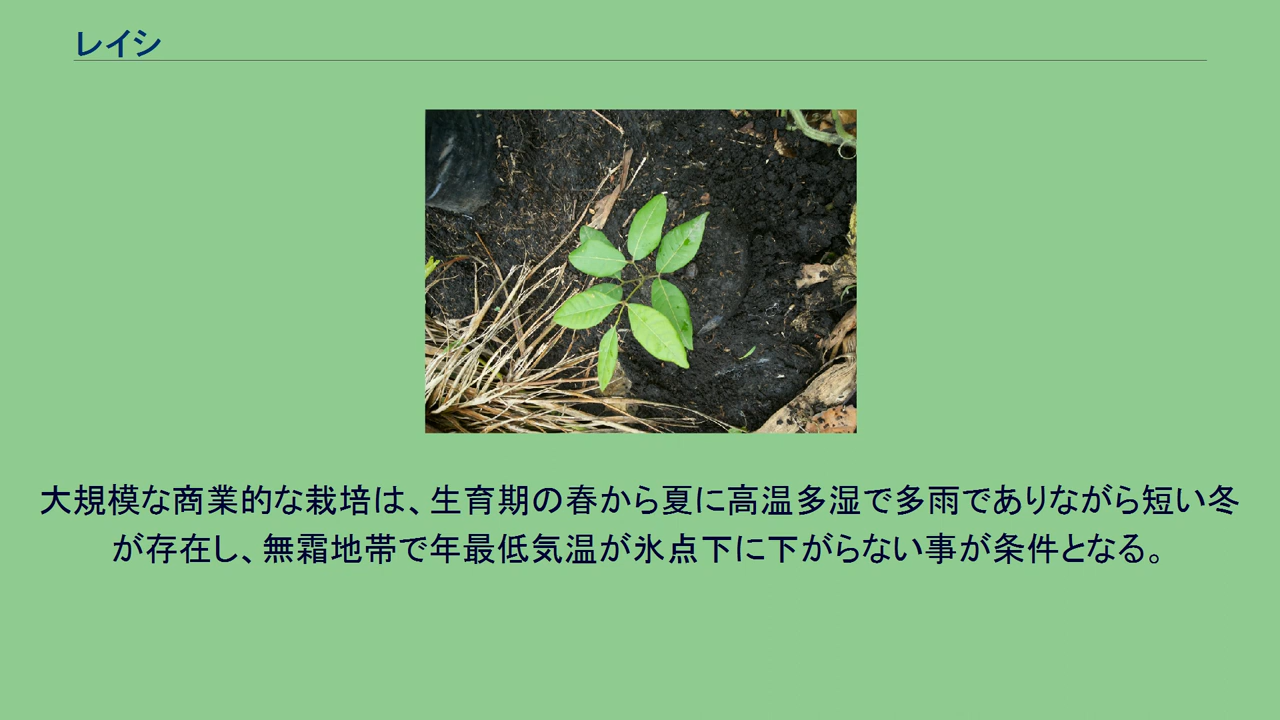 レイシ
大規模な商業的な栽培は、生育期の春から夏に高温多湿で多雨でありながら短い冬
が存在し、無霜地帯で年最低気温が氷点下に下がらない事が条件となる。